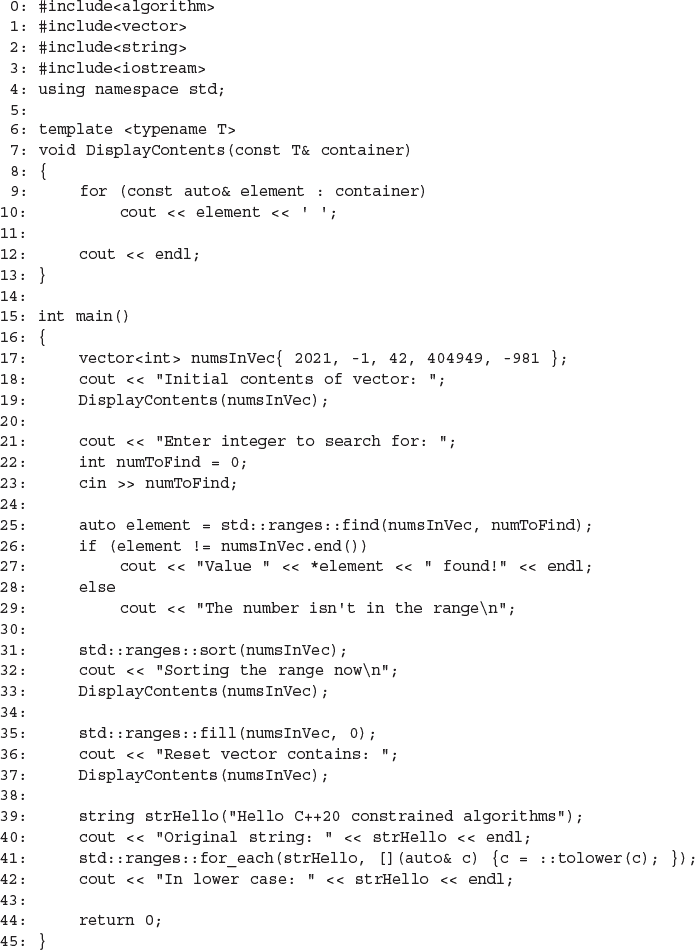 0: #include<algorithm>
1: #include<vector>
2: #include<string>
3: #include<iostream>
4: using namespace std;
5:
6: template <typename T>
7: void DisplayContents(const T& container)
8: {
9:     for (const auto& element : container)
10:         cout << element << ' ';
11:
12:     cout << endl;
13: }
14:
15: int main()
16: {
17:     vector<int> numsInVec{ 2021, -1, 42, 404949, -981 };
18:     cout << "Initial contents of vector: ";
19:     DisplayContents(numsInVec);
20:
21:     cout << "Enter integer to search for: ";
22:     int numToFind = 0;
23:     cin >> numToFind;
24:
25:     auto element = std::ranges::find(numsInVec, numToFind);
26:     if (element != numsInVec.end())
27:         cout << "Value " << *element << " found!" << endl;
28:     else
29:         cout << "The number isn't in the range\n";
30:
31:     std::ranges::sort(numsInVec);
32:     cout << "Sorting the range now\n";
33:     DisplayContents(numsInVec);
34:
35:     std::ranges::fill(numsInVec, 0);
36:     cout << "Reset vector contains: ";
37:     DisplayContents(numsInVec);
38:
39:     string strHello("Hello C++20 constrained algorithms");
40:     cout << "Original string: " << strHello << endl;
41:     std::ranges::for_each(strHello, [](auto& c) {c = ::tolower(c); });
42:     cout << "In lower case: " << strHello << endl;
43:
44:     return 0;
45: }